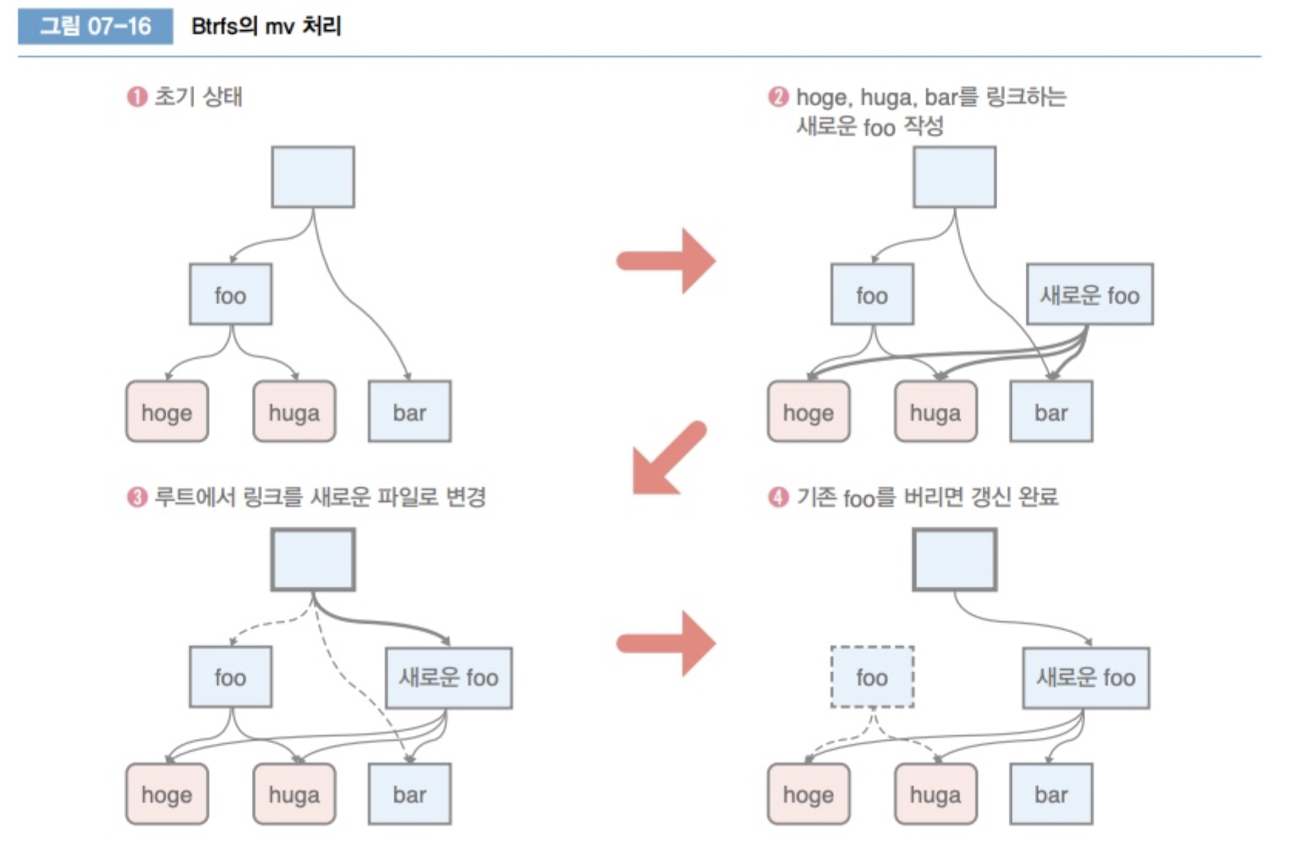 그림 07-16 Btrfs의 mv 처리
❶ 초기 상태
foo
hoge huga bar
❷ hoge, huga, bar를 링크하는
새로운 foo 작성
foo 새로운 foo
hoge huga bar
❸ 루트에서 링크를 새로운 파일로 변경
foo 새로운 foo
hoge huga bar
❹ 기존 foo를 버리면 갱신 완료
foo 새로운 foo
hoge huga bar